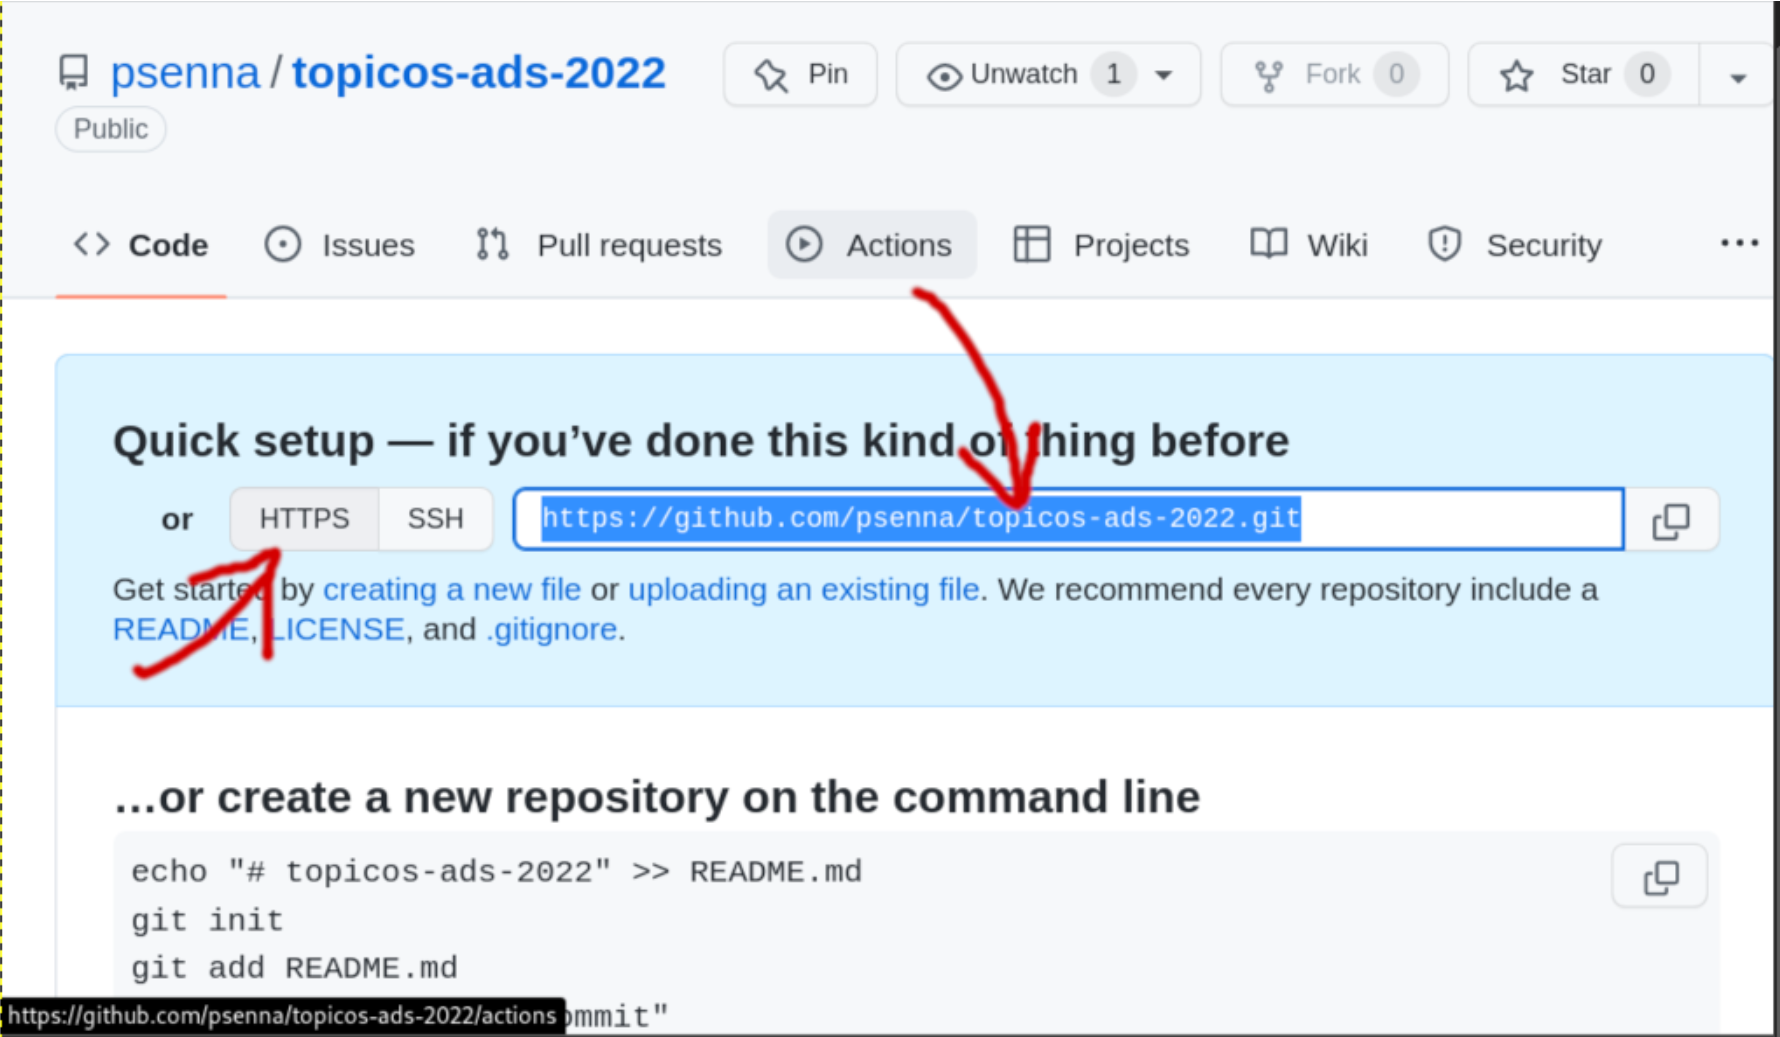 psenna / topicos-ads-2022 Pin Unwatch 1 Fork 0 Star 0
Public
Code Issues Pull requests Actions Projects Wiki Security ...
Quick setup — if you’ve done this kind of thing before
or HTTPS SSH https://github.com/psenna/topicos-ads-2022.git
Get started by creating a new file or uploading an existing file. We recommend every repository include a
README, LICENSE, and .gitignore.
…or create a new repository on the command line
echo "# topicos-ads-2022" >> README.md
git init
git add README.md
ommit"
https://github.com/psenna/topicos-ads-2022/actions